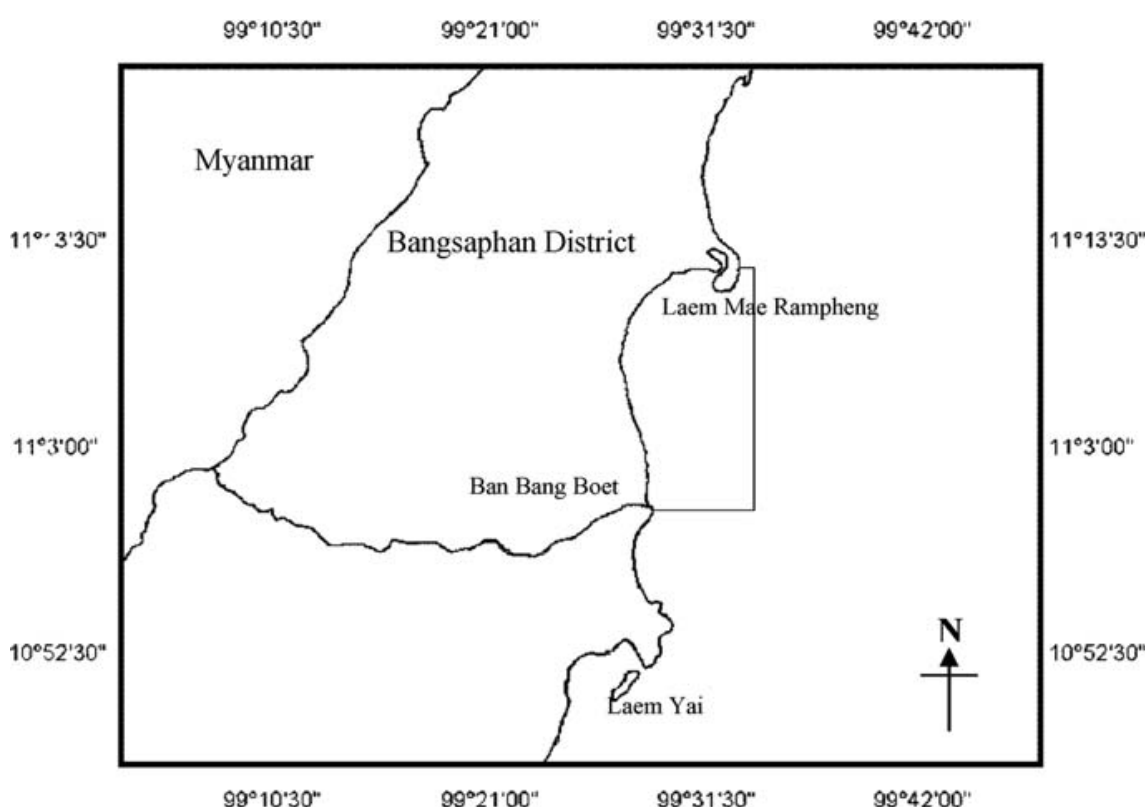 99°10'30" 99°21'00" 99°31'30" 99°42'00"
Myanmar
11°13'30" Bangsaphan District 11°13'30"
Laem Mae Rampheng
11°3'00" 11°3'00"
Ban Bang Boet
N
10°52'30" 10°52'30"
Laem Yai
99°10'30" 99°21'00" 99°31'30" 99°42'00"